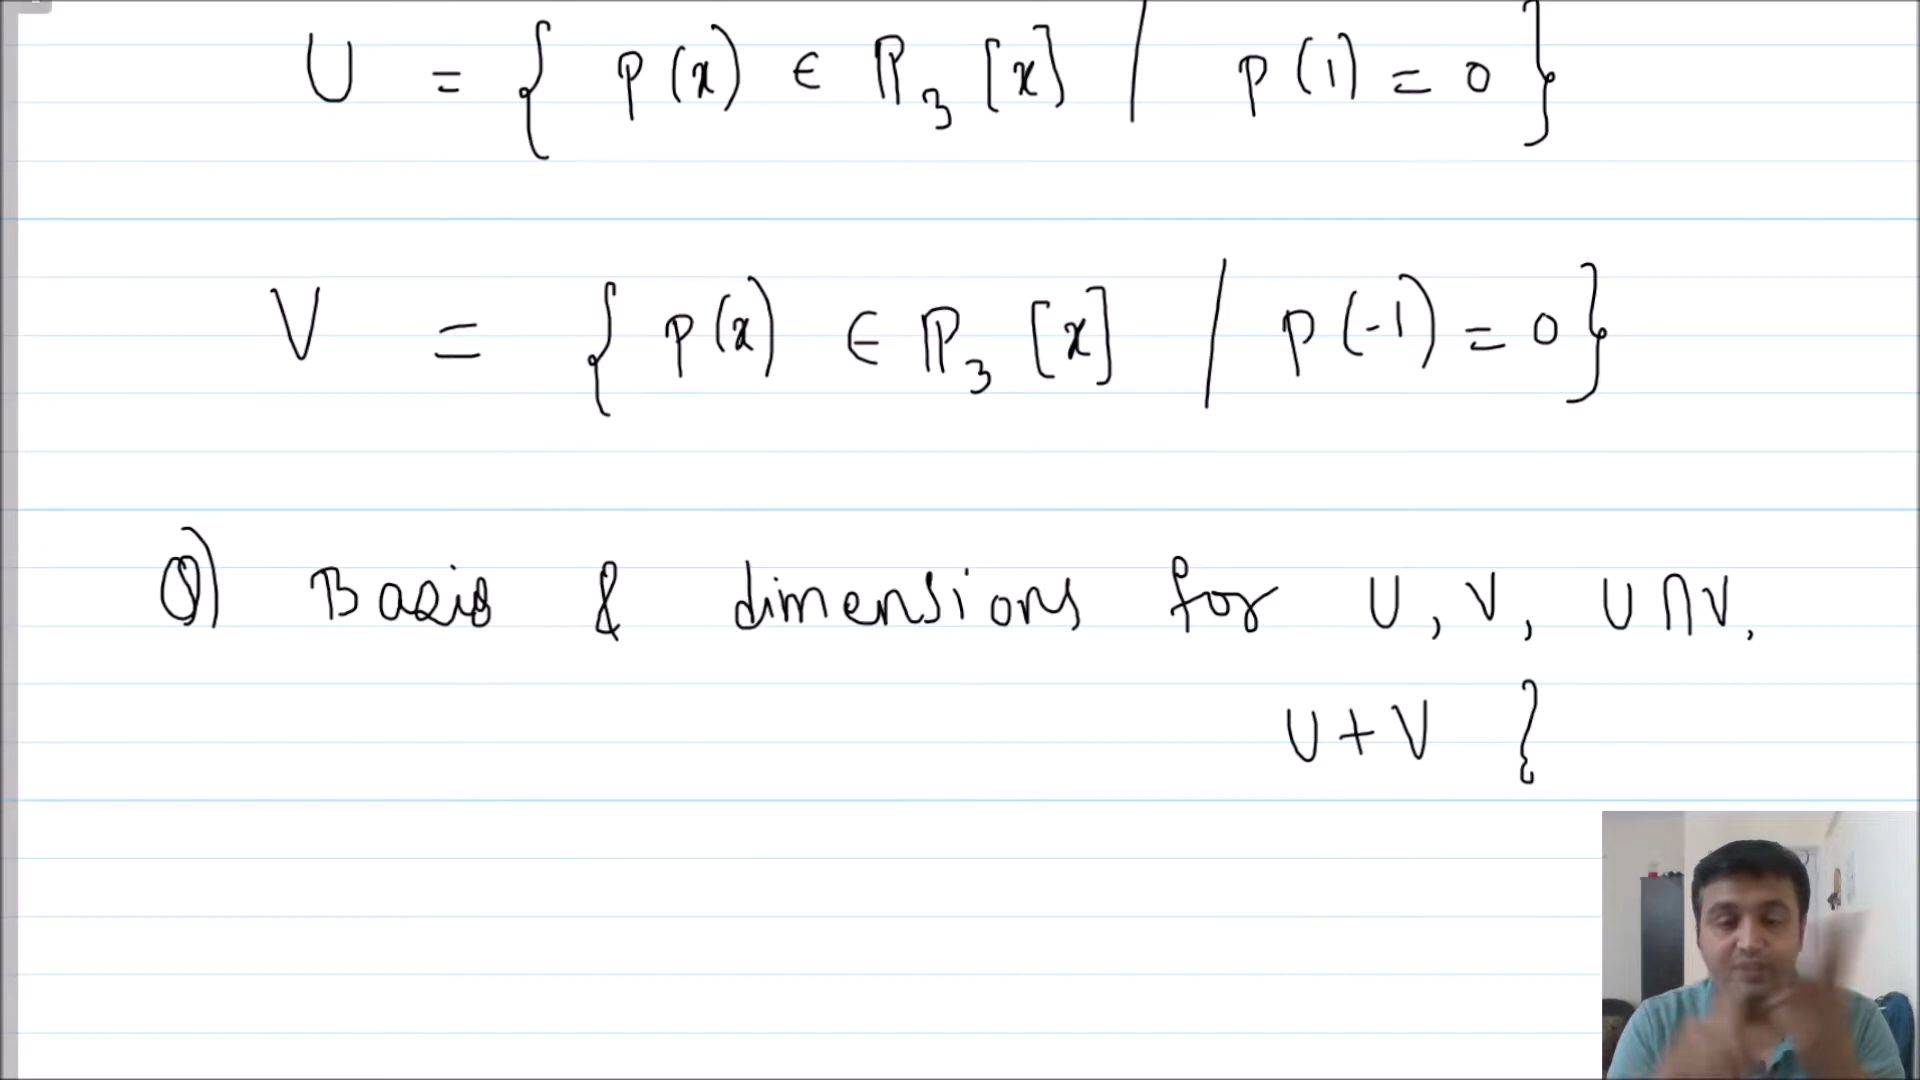 U = { p(x) ∈ ℙ₃[x] / p(1) = 0 }
V = { p(x) ∈ ℙ₃[x] / p(-1) = 0 }
Q) Basis & dimensions for U, V, U∩V,
U+V }